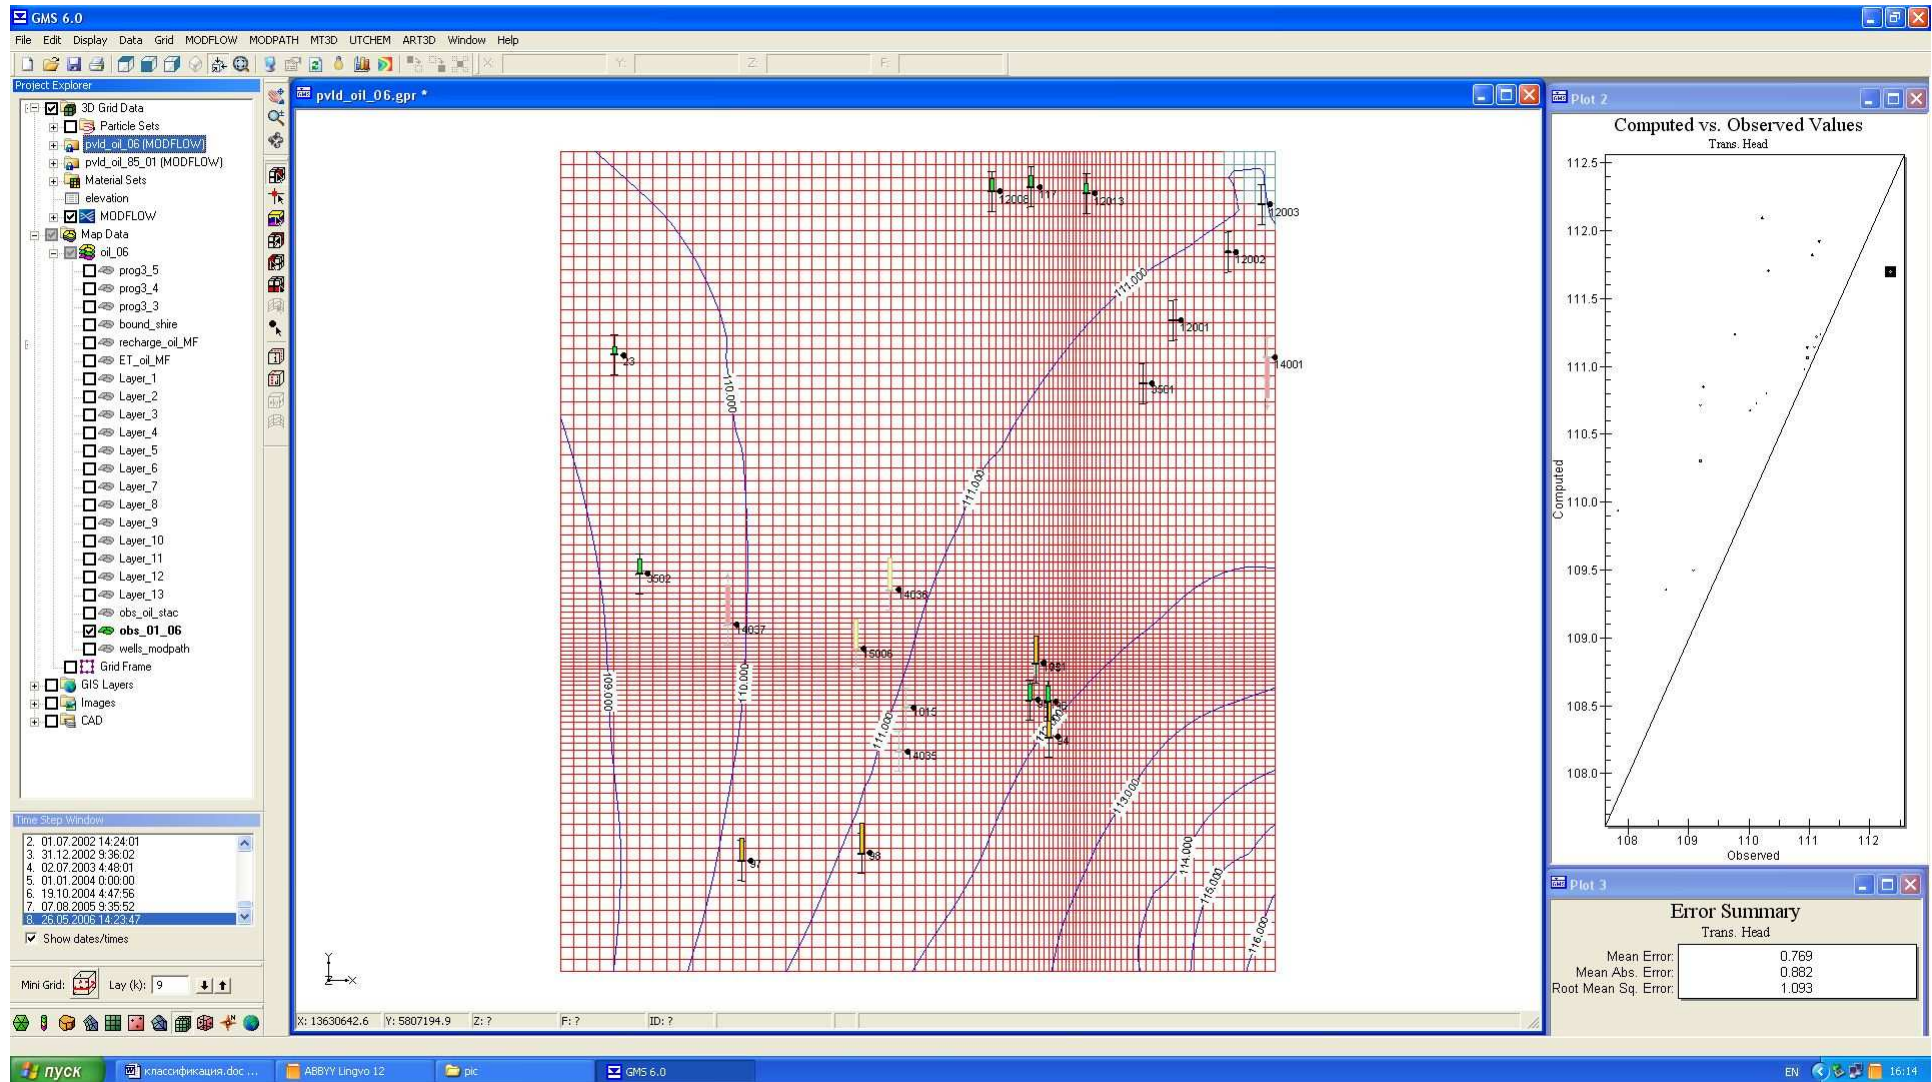 GMS 6.0
File Edit Display Data Grid MODFLOW MODPATH MT3D UTCHEM ART3D Window Help
X: Y: Z: F:
Project Explorer
3D Grid Data
Particle Sets
pvld_oil_06 (MODFLOW)
pvld_oil_85_01 (MODFLOW)
Material Sets
elevation
MODFLOW
Map Data
oil_06
prog3_5
prog3_4
prog3_3
bound_shire
recharge_oil_MF
ET_oil_MF
Layer_1
Layer_2
Layer_3
Layer_4
Layer_5
Layer_6
Layer_7
Layer_8
Layer_9
Layer_10
Layer_11
Layer_12
Layer_13
obs_oil_stac
obs_01_06
wells_modpath
Grid Frame
GIS Layers
Images
CAD
Time Step Window
2. 01.07.2002 14:24:01
3. 31.12.2002 9:36:02
4. 02.07.2003 4:48:01
5. 01.01.2004 0:00:00
6. 19.10.2004 4:47:56
7. 07.08.2005 9:35:52
8. 26.05.2006 14:23:47
Show dates/times
Mini Grid: Lay (k): 9
pvld_oil_06.gpr *
12008
117
12013
12003
12002
111.000
12001
23
14001
3501
110.000
111.000
3502
14036
14037
15006
109.000
110.000
1015
111.000
14035
94
113.000
97
98
114.000
115.000
116.000
Y
Z X
X: 13630642.6 Y: 5807194.9 Z: ? F: ? ID: ?
Plot 2
Computed vs. Observed Values
Trans. Head
112.5
112.0
111.5
111.0
110.5
110.0
109.5
109.0
108.5
108.0
Computed
108 109 110 111 112
Observed
Plot 3
Error Summary
Trans. Head
Mean Error: 0.769
Mean Abs. Error: 0.882
Root Mean Sq. Error: 1.093
пуск
классификация.doc ...
ABBYY Lingvo 12
pic
GMS 6.0
EN
16:14